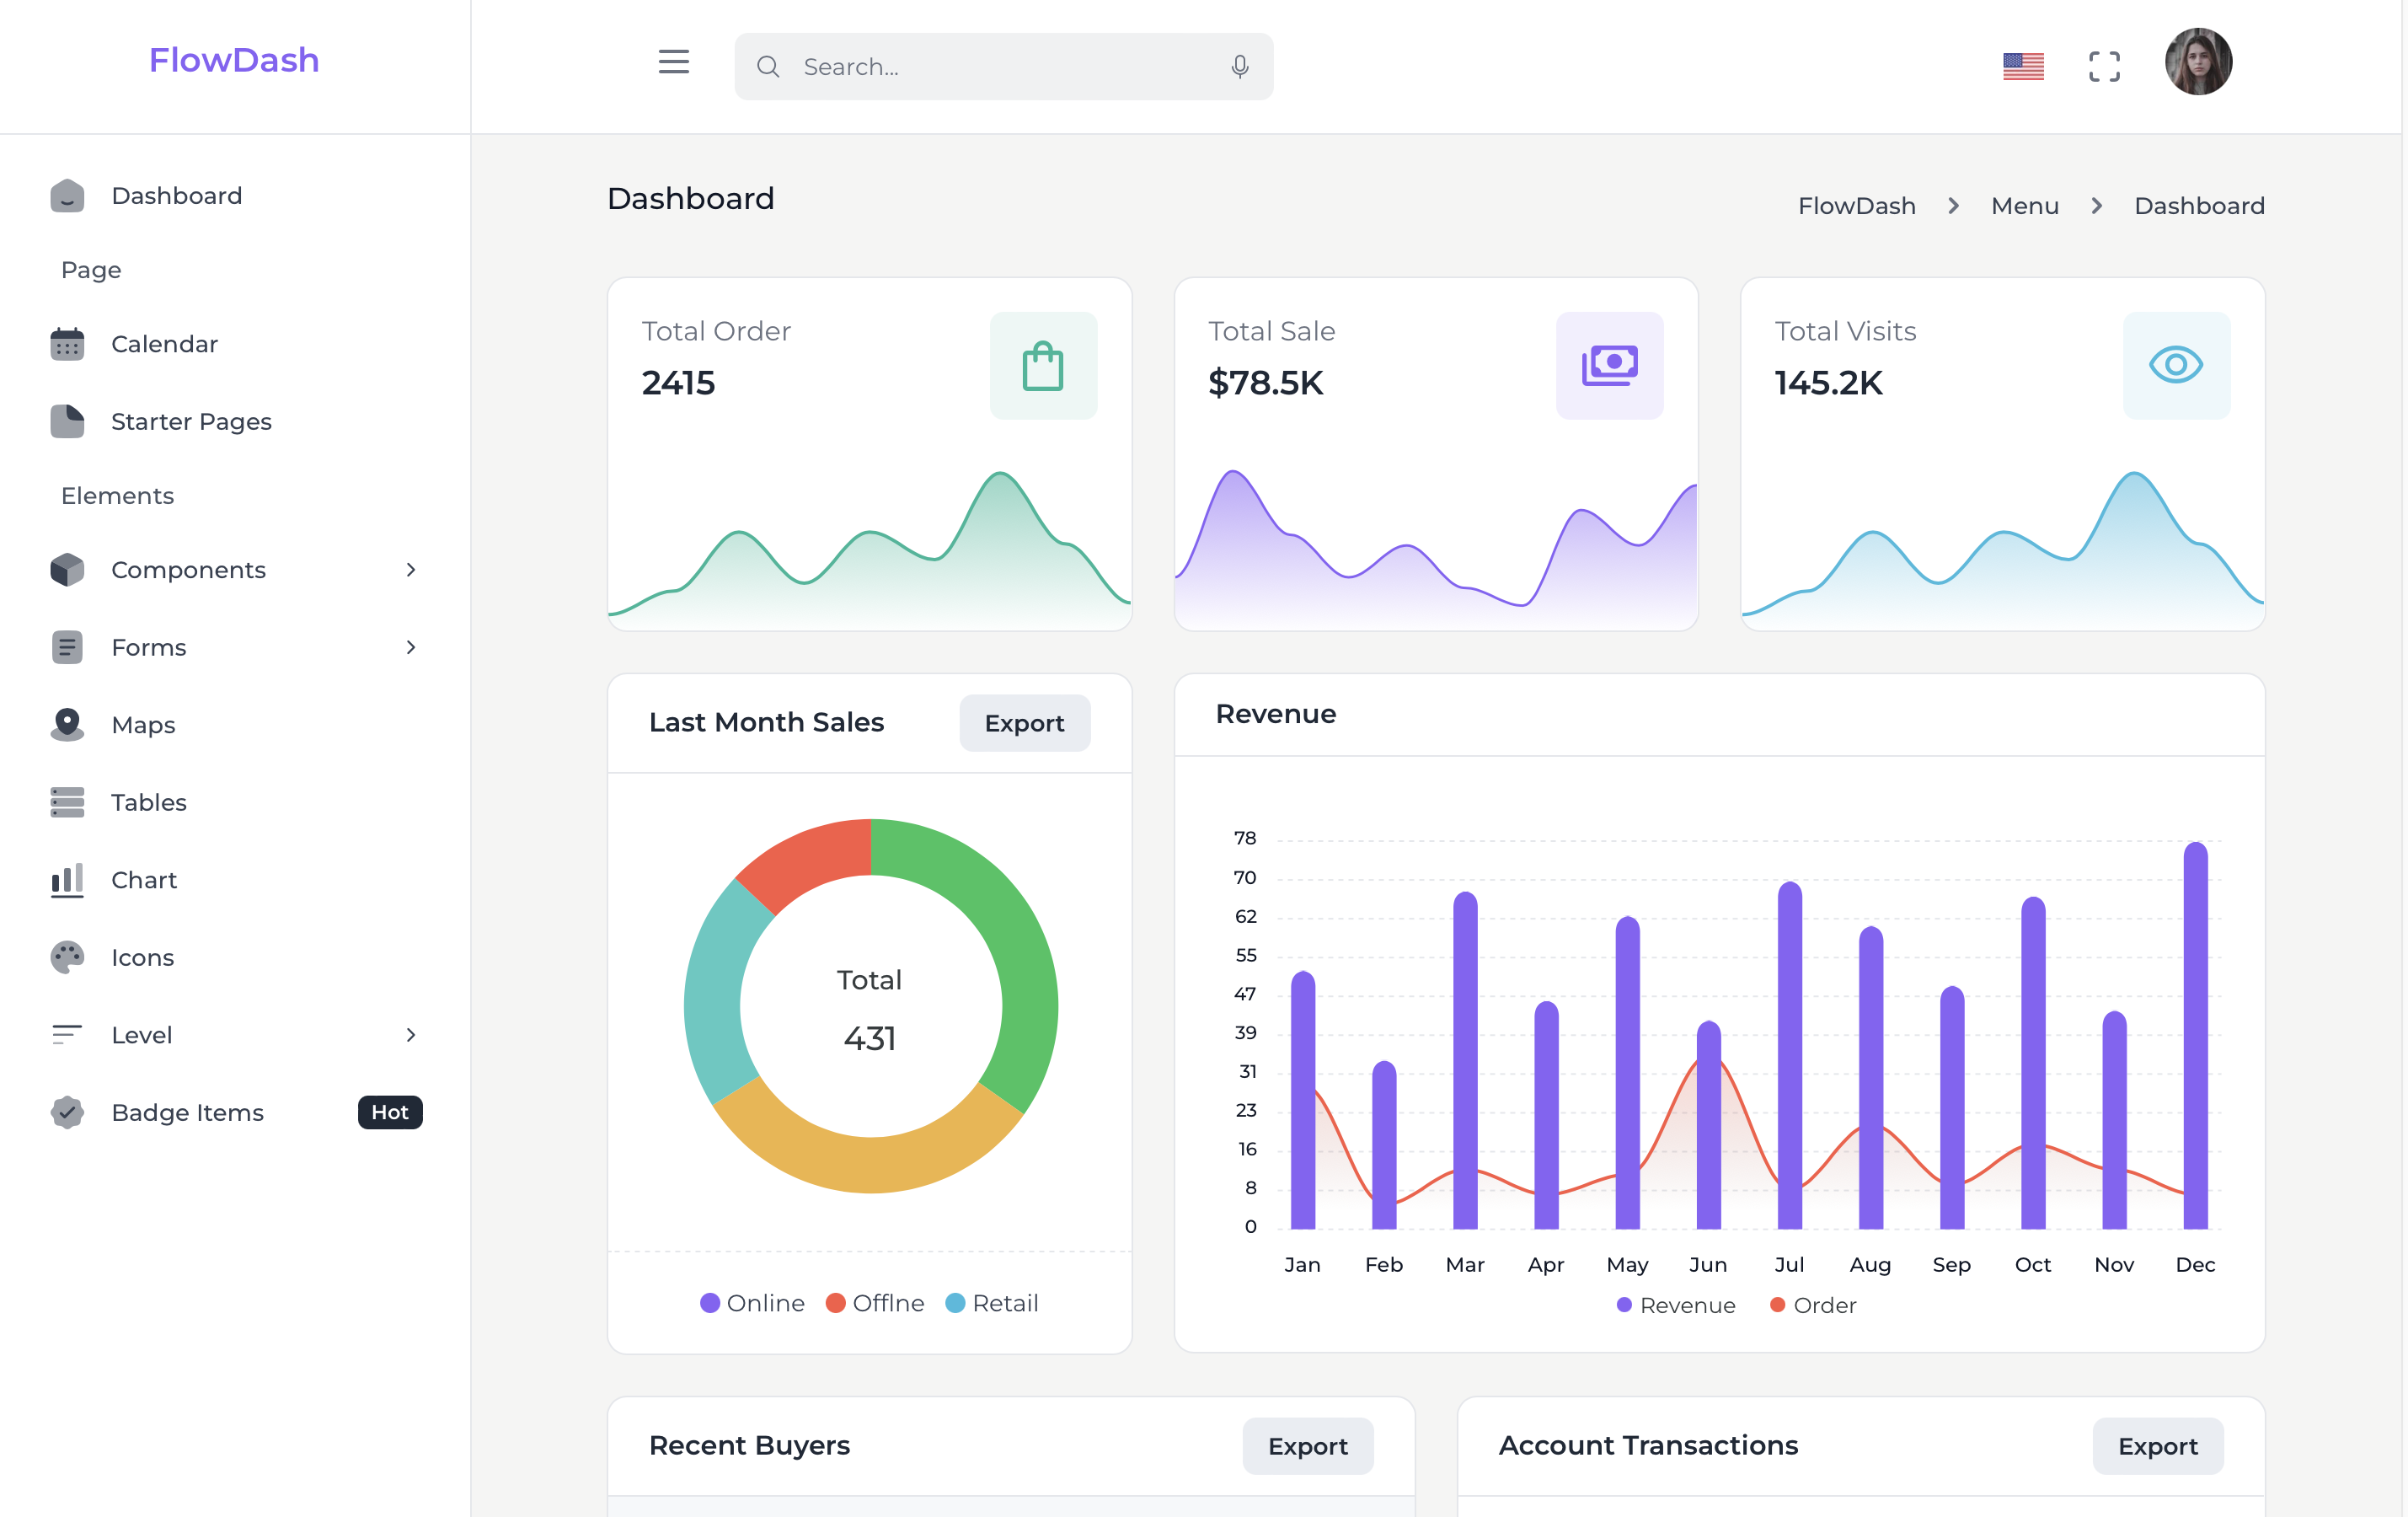 FlowDash
Search...
Dashboard
Page
Calendar
Starter Pages
Elements
Components
Forms
Maps
Tables
Chart
Icons
Level
Badge Items Hot
Dashboard
FlowDash Menu Dashboard
Total Order
2415
Total Sale
$78.5K
Total Visits
145.2K
Last Month Sales Export
Total
431
Online Offlne Retail
Revenue
78
70
62
55
47
39
31
23
16
8
0
Jan Feb Mar Apr May Jun Jul Aug Sep Oct Nov Dec
Revenue Order
Recent Buyers Export
Account Transactions Export